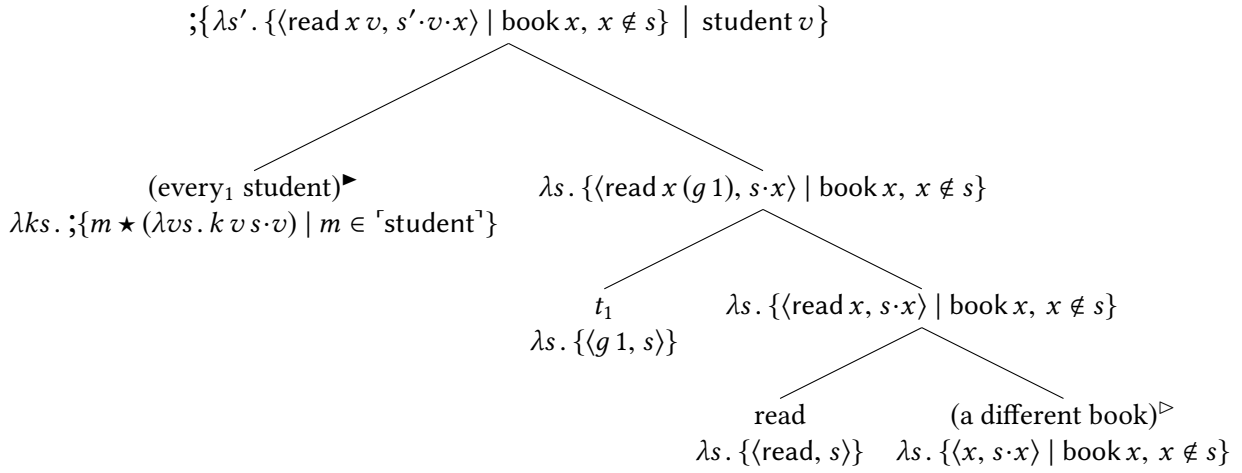 ;{λs′. {⟨read x v, s′·v·x⟩ | book x, x ∉ s} | student v}
(every₁ student)►
λks. ;{m ⋆ (λvs. k v s·v) | m ∈ ⌜student⌝}
λs. {⟨read x (g 1), s·x⟩ | book x, x ∉ s}
t₁
λs. {⟨g 1, s⟩}
λs. {⟨read x, s·x⟩ | book x, x ∉ s}
read
λs. {⟨read, s⟩}
(a different book)▷
λs. {⟨x, s·x⟩ | book x, x ∉ s}